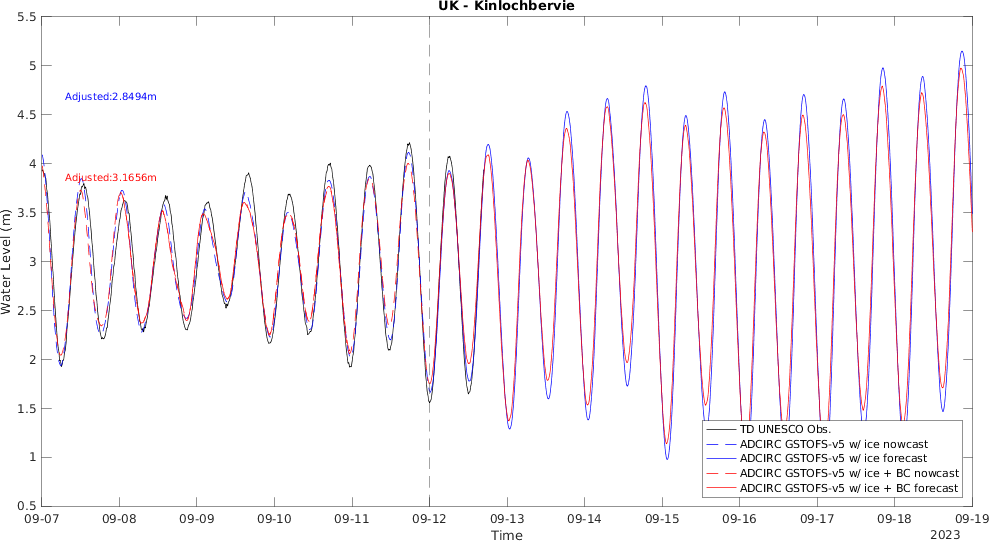 UK - Kinlochbervie
5.5
5
4.5
4
3.5
3
2.5
2
1.5
1
0.5
Water Level (m)
Adjusted:2.8494m
Adjusted:3.1656m
TD UNESCO Obs.
ADCIRC GSTOFS-v5 w/ ice nowcast
ADCIRC GSTOFS-v5 w/ ice forecast
ADCIRC GSTOFS-v5 w/ ice + BC nowcast
ADCIRC GSTOFS-v5 w/ ice + BC forecast
09-07 09-08 09-09 09-10 09-11 09-12 09-13 09-14 09-15 09-16 09-17 09-18 09-19
Time
2023